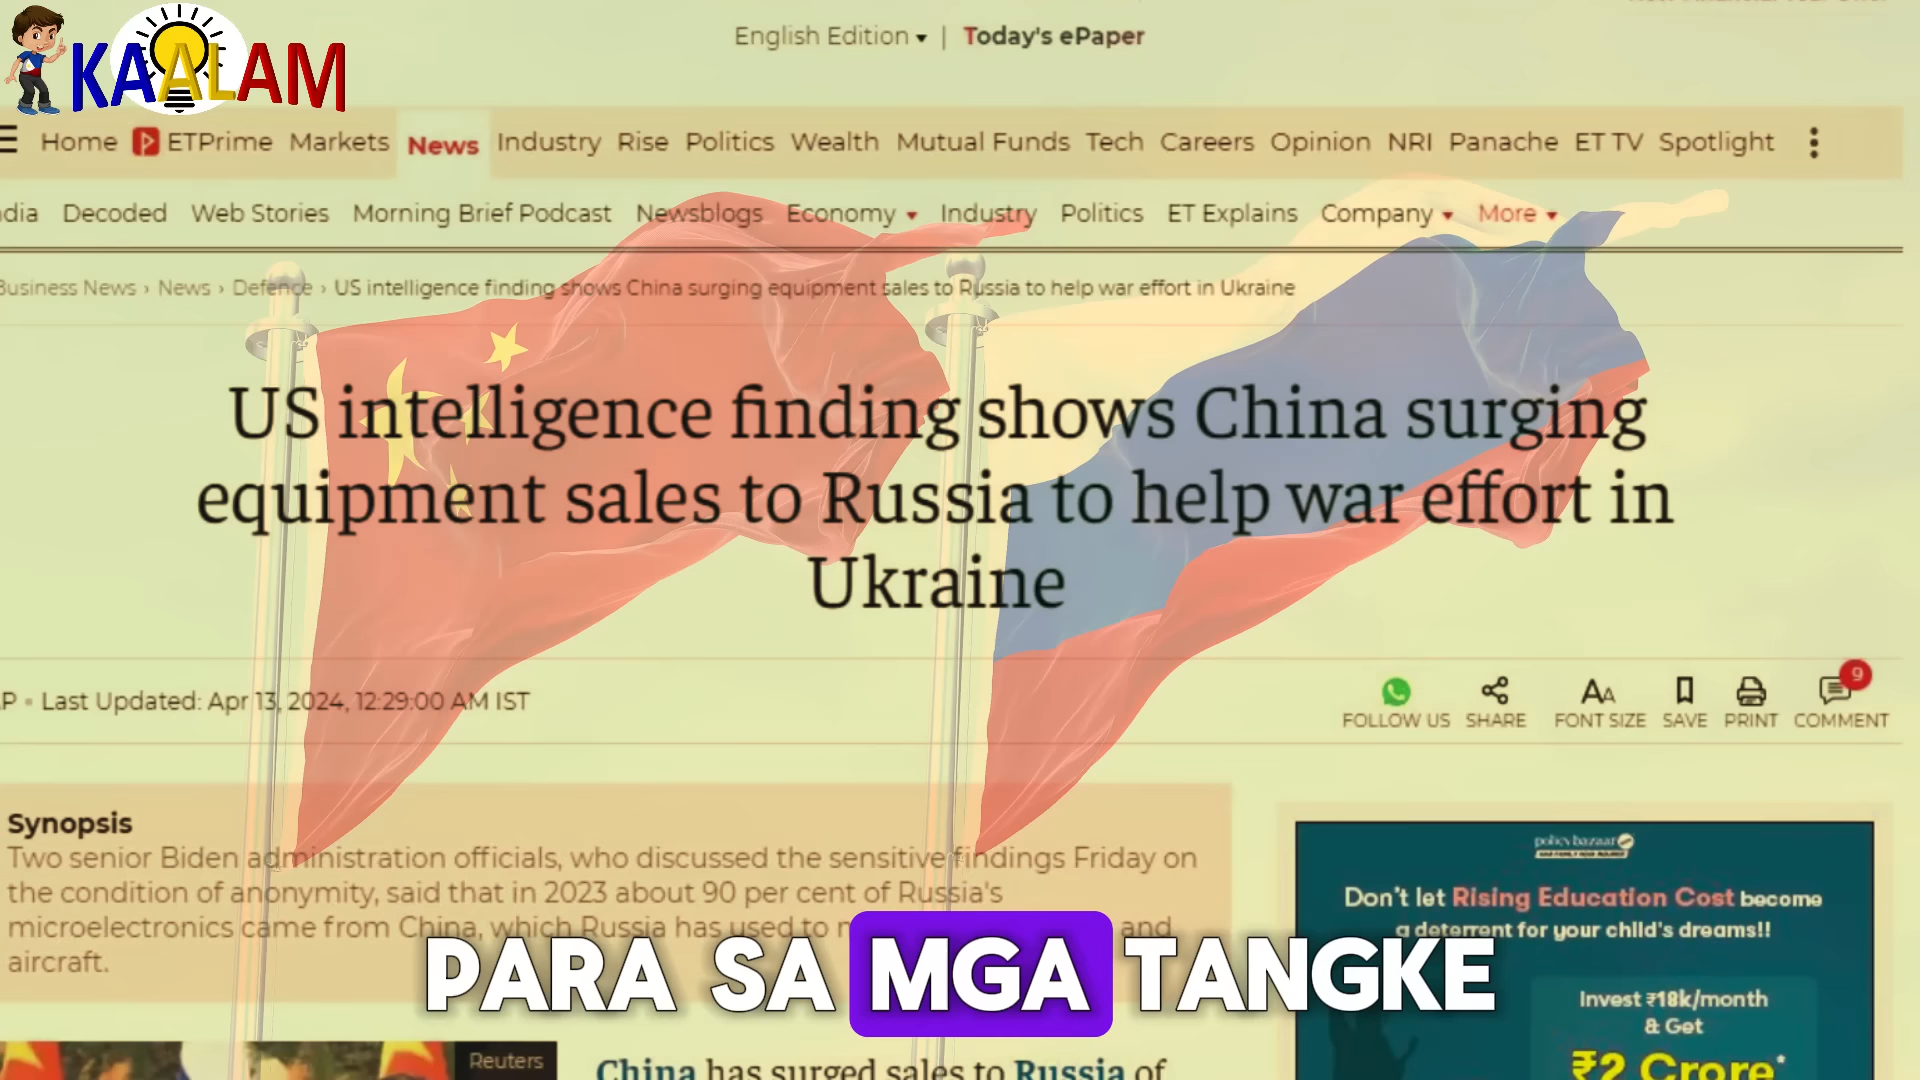 KAALAM
English Edition | Today's ePaper
Home ETPrime Markets News Industry Rise Politics Wealth Mutual Funds Tech Careers Opinion NRI Panache ET TV Spotlight
Decoded Web Stories Morning Brief Podcast Newsblogs Economy Industry Politics ET Explains Company More
Business News › News › Defence › US intelligence finding shows China surging equipment sales to Russia to help war effort in Ukraine
US intelligence finding shows China surging
equipment sales to Russia to help war effort in
Ukraine
Last Updated: Apr 13, 2024, 12:29:00 AM IST
9
FOLLOW US SHARE FONT SIZE SAVE PRINT COMMENT
Synopsis
Two senior Biden administration officials, who discussed the sensitive findings Friday on
the condition of anonymity, said that in 2023 about 90 per cent of Russia's
microelectronics came from China, which Russia has used to and
aircraft.
PARA SA MGA TANGKE
policybazaar
Don't let Rising Education Cost become
a deterrent for your child's dreams!!
Invest ₹18k/month
& Get
₹2 Crore*
Reuters
China has surged sales to Russia of